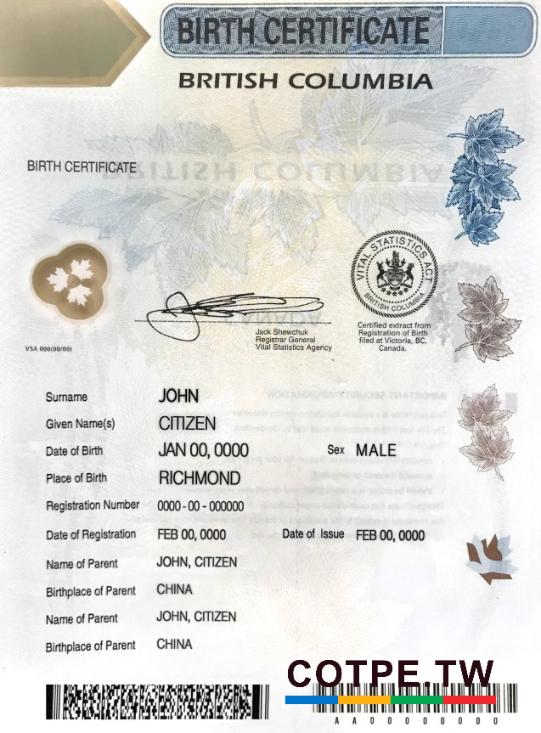 BIRTH CERTIFICATE
BRITISH COLUMBIA
BIRTH CERTIFICATE
BRITISH COLUMBIA
VITAL STATISTICS ACT
BRITISH COLUMBIA
Jack Shewchuk
Registrar General
Vital Statistics Agency
Certified extract from
Registration of Birth
filed at Victoria, BC,
Canada.
VSA 000(00/00)
Surname JOHN
Given Name(s) CITIZEN
Date of Birth JAN 00, 0000 Sex MALE
Place of Birth RICHMOND
Registration Number 0000 - 00 - 000000
Date of Registration FEB 00, 0000 Date of Issue FEB 00, 0000
Name of Parent JOHN, CITIZEN
Birthplace of Parent CHINA
Name of Parent JOHN, CITIZEN
Birthplace of Parent CHINA
COTPE.TW
A A 0 0 0 0 0 0 0 0 0